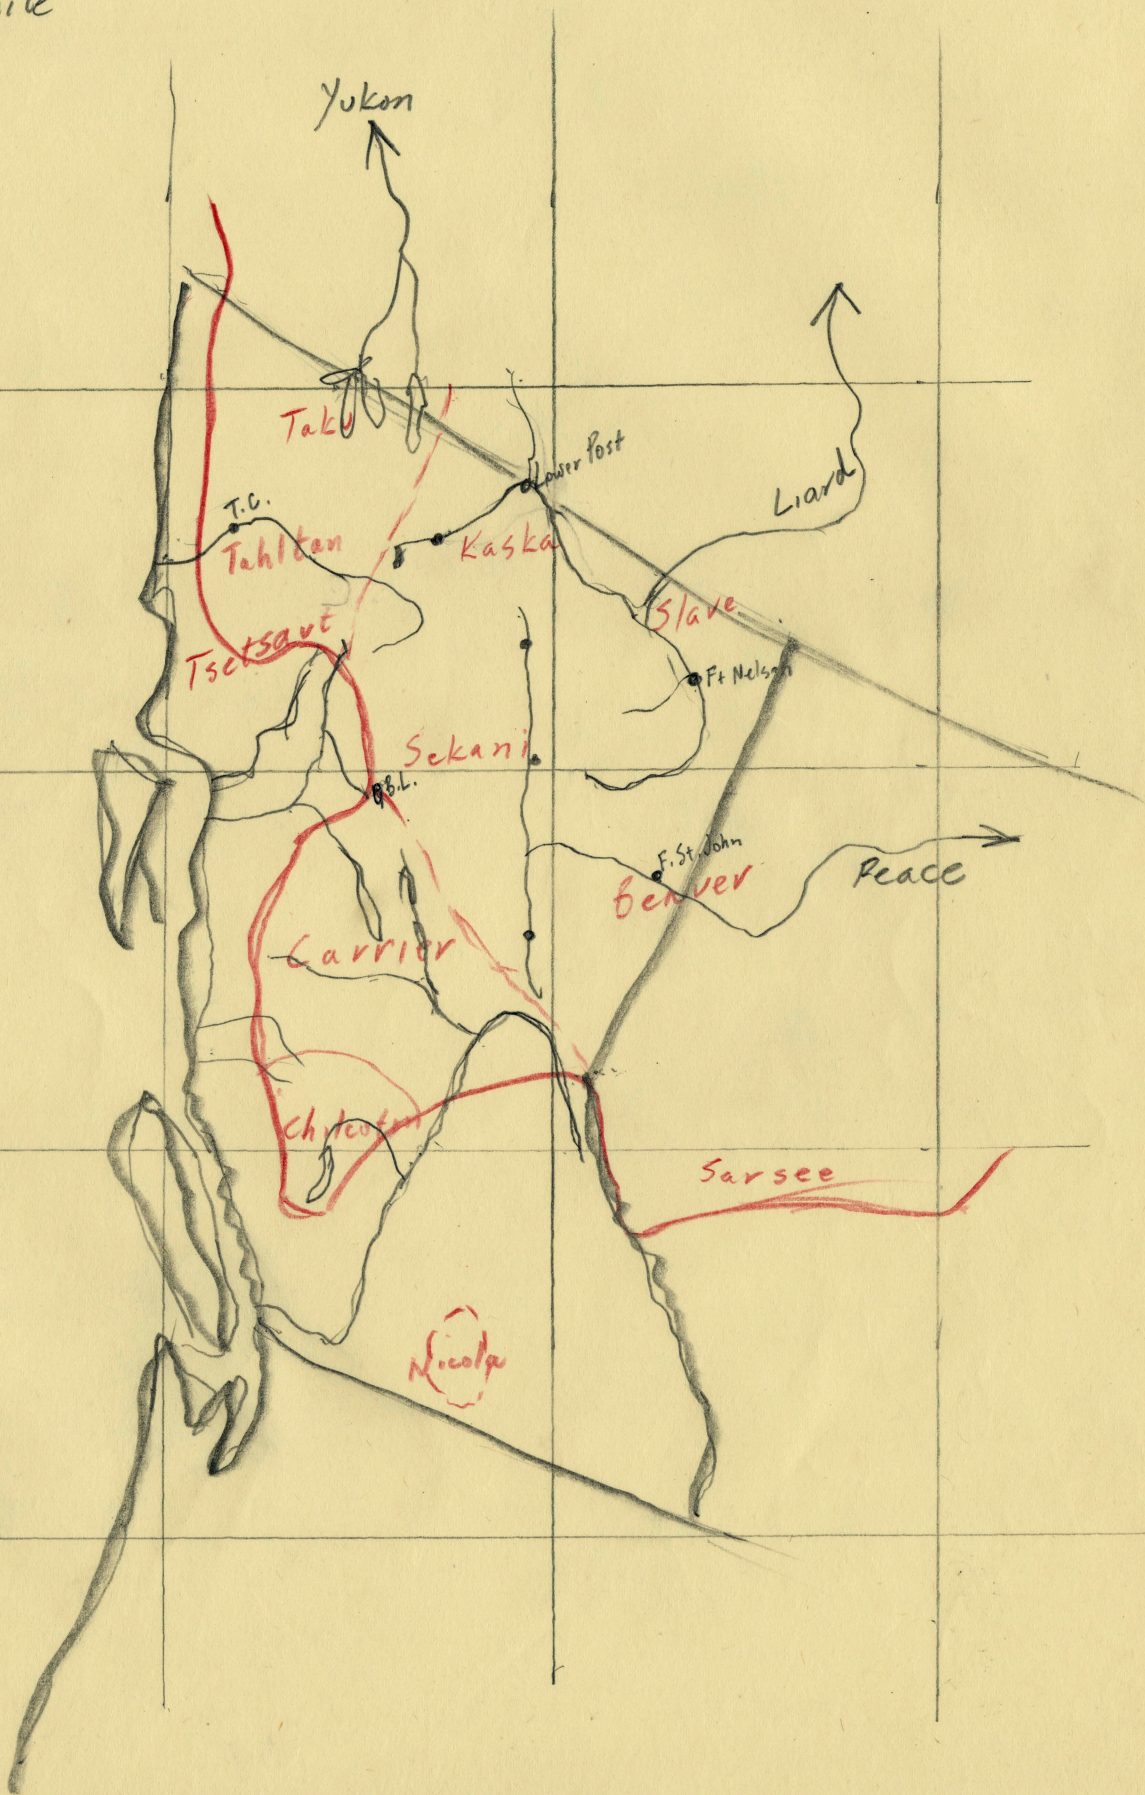 Yukon
Taku
Lower Post
Liard
T.C.
Tahltan
Kaska
Slave
Tsetsaut
Ft Nelson
Sekani
B.L.
F. St. John
Beaver
Peace
Carrier
Chilcotin
Sarsee
Nicola